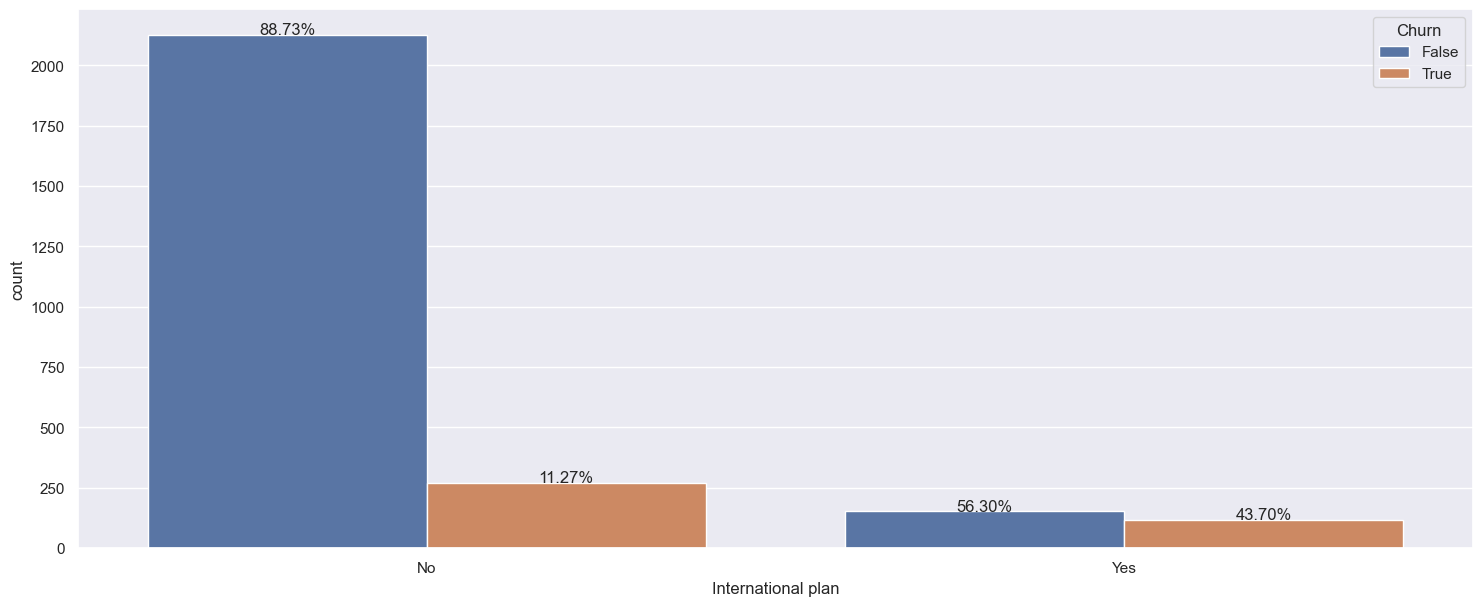 88.73%
Churn
False
True
2000
1750
1500
1250
count
1000
750
500
11.27%
250
56.30%
43.70%
0
No
Yes
International plan